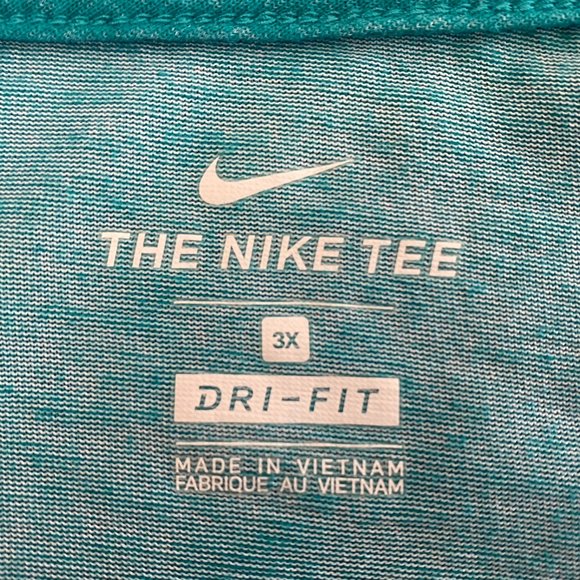 THE NIKE TEE
3X
DRI-FIT
MADE IN VIETNAM
FABRIQUE AU VIETNAM